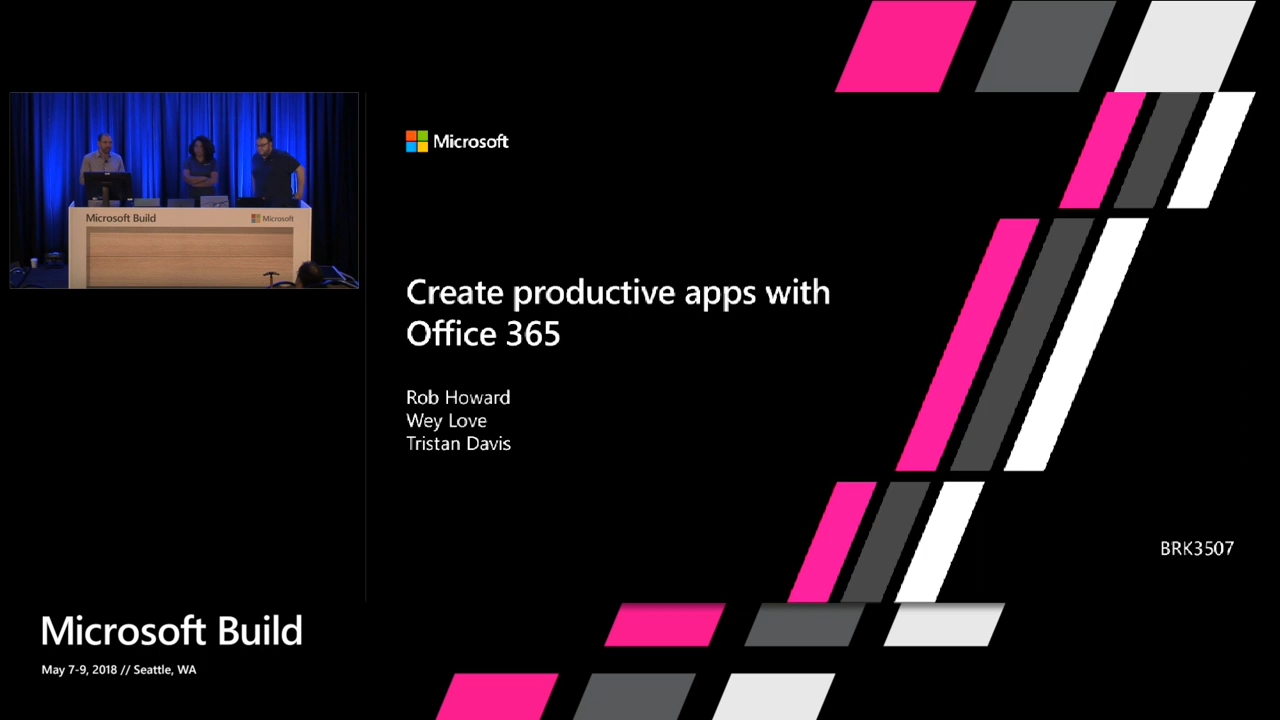 Microsoft
Microsoft Build
Microsoft
Create productive apps with
Office 365
Rob Howard
Wey Love
Tristan Davis
BRK3507
Microsoft Build
May 7-9, 2018 // Seattle, WA